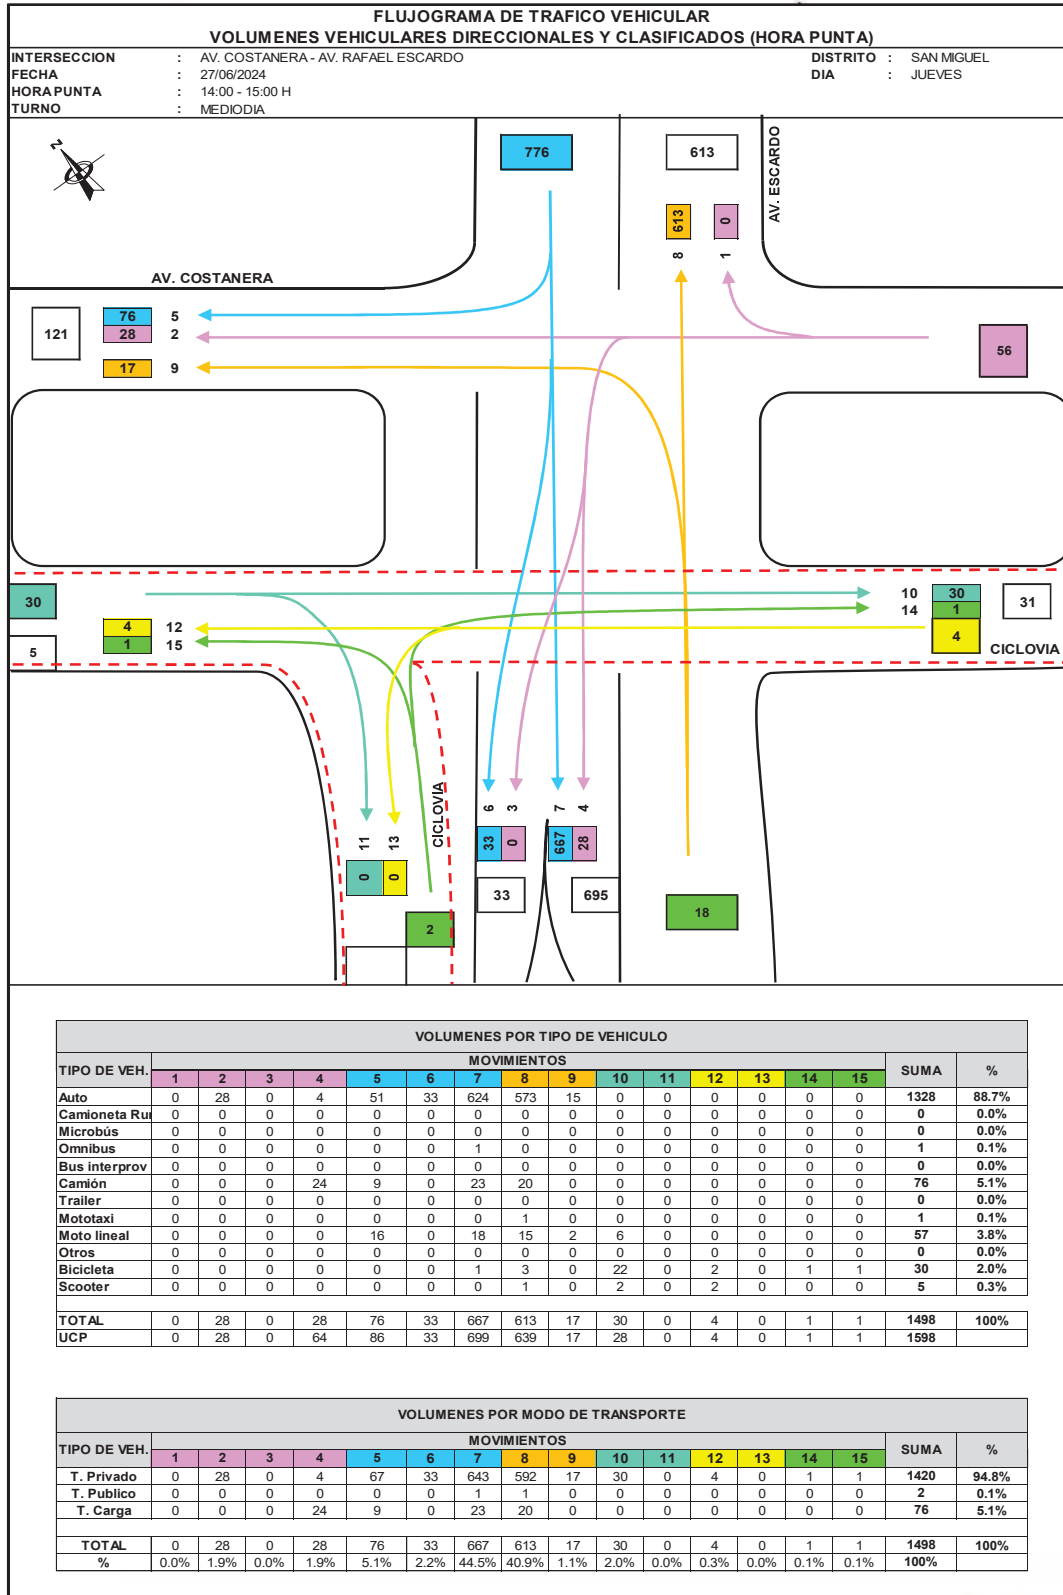 FLUJOGRAMA DE TRAFICO VEHICULAR
VOLUMENES VEHICULARES DIRECCIONALES Y CLASIFICADOS (HORA PUNTA)
INTERSECCION : AV. COSTANERA - AV. RAFAEL ESCARDO DISTRITO : SAN MIGUEL
FECHA : 27/06/2024 DIA : JUEVES
HORA PUNTA : 14:00 - 15:00 H
TURNO : MEDIODIA
N
776 613
AV. ESCARDO
613 0
8 1
AV. COSTANERA
121
76 5
28 2
17 9
56
30
5
4 12
1 15
10 30
14 1
31
4
CICLOVIA
CICLOVIA
6 3 7 4
11 13
33 0 667 28
0 0
33 695
18
2
VOLUMENES POR TIPO DE VEHICULO
TIPO DE VEH. MOVIMIENTOS SUMA %
1 2 3 4 5 6 7 8 9 10 11 12 13 14 15
Auto 0 28 0 4 51 33 624 573 15 0 0 0 0 0 0 1328 88.7%
Camioneta Rur 0 0 0 0 0 0 0 0 0 0 0 0 0 0 0 0 0.0%
Microbús 0 0 0 0 0 0 0 0 0 0 0 0 0 0 0 0 0.0%
Omnibus 0 0 0 0 0 0 1 0 0 0 0 0 0 0 0 1 0.1%
Bus interprov 0 0 0 0 0 0 0 0 0 0 0 0 0 0 0 0 0.0%
Camión 0 0 0 24 9 0 23 20 0 0 0 0 0 0 0 76 5.1%
Trailer 0 0 0 0 0 0 0 0 0 0 0 0 0 0 0 0 0.0%
Mototaxi 0 0 0 0 0 0 0 1 0 0 0 0 0 0 0 1 0.1%
Moto lineal 0 0 0 0 16 0 18 15 2 6 0 0 0 0 0 57 3.8%
Otros 0 0 0 0 0 0 0 0 0 0 0 0 0 0 0 0 0.0%
Bicicleta 0 0 0 0 0 0 1 3 0 22 0 2 0 1 1 30 2.0%
Scooter 0 0 0 0 0 0 0 1 0 2 0 2 0 0 0 5 0.3%
TOTAL 0 28 0 28 76 33 667 613 17 30 0 4 0 1 1 1498 100%
UCP 0 28 0 64 86 33 699 639 17 28 0 4 0 1 1 1598
VOLUMENES POR MODO DE TRANSPORTE
TIPO DE VEH. MOVIMIENTOS SUMA %
1 2 3 4 5 6 7 8 9 10 11 12 13 14 15
T. Privado 0 28 0 4 67 33 643 592 17 30 0 4 0 1 1 1420 94.8%
T. Publico 0 0 0 0 0 0 1 1 0 0 0 0 0 0 0 2 0.1%
T. Carga 0 0 0 24 9 0 23 20 0 0 0 0 0 0 0 76 5.1%
TOTAL 0 28 0 28 76 33 667 613 17 30 0 4 0 1 1 1498 100%
% 0.0% 1.9% 0.0% 1.9% 5.1% 2.2% 44.5% 40.9% 1.1% 2.0% 0.0% 0.3% 0.0% 0.1% 0.1% 100%